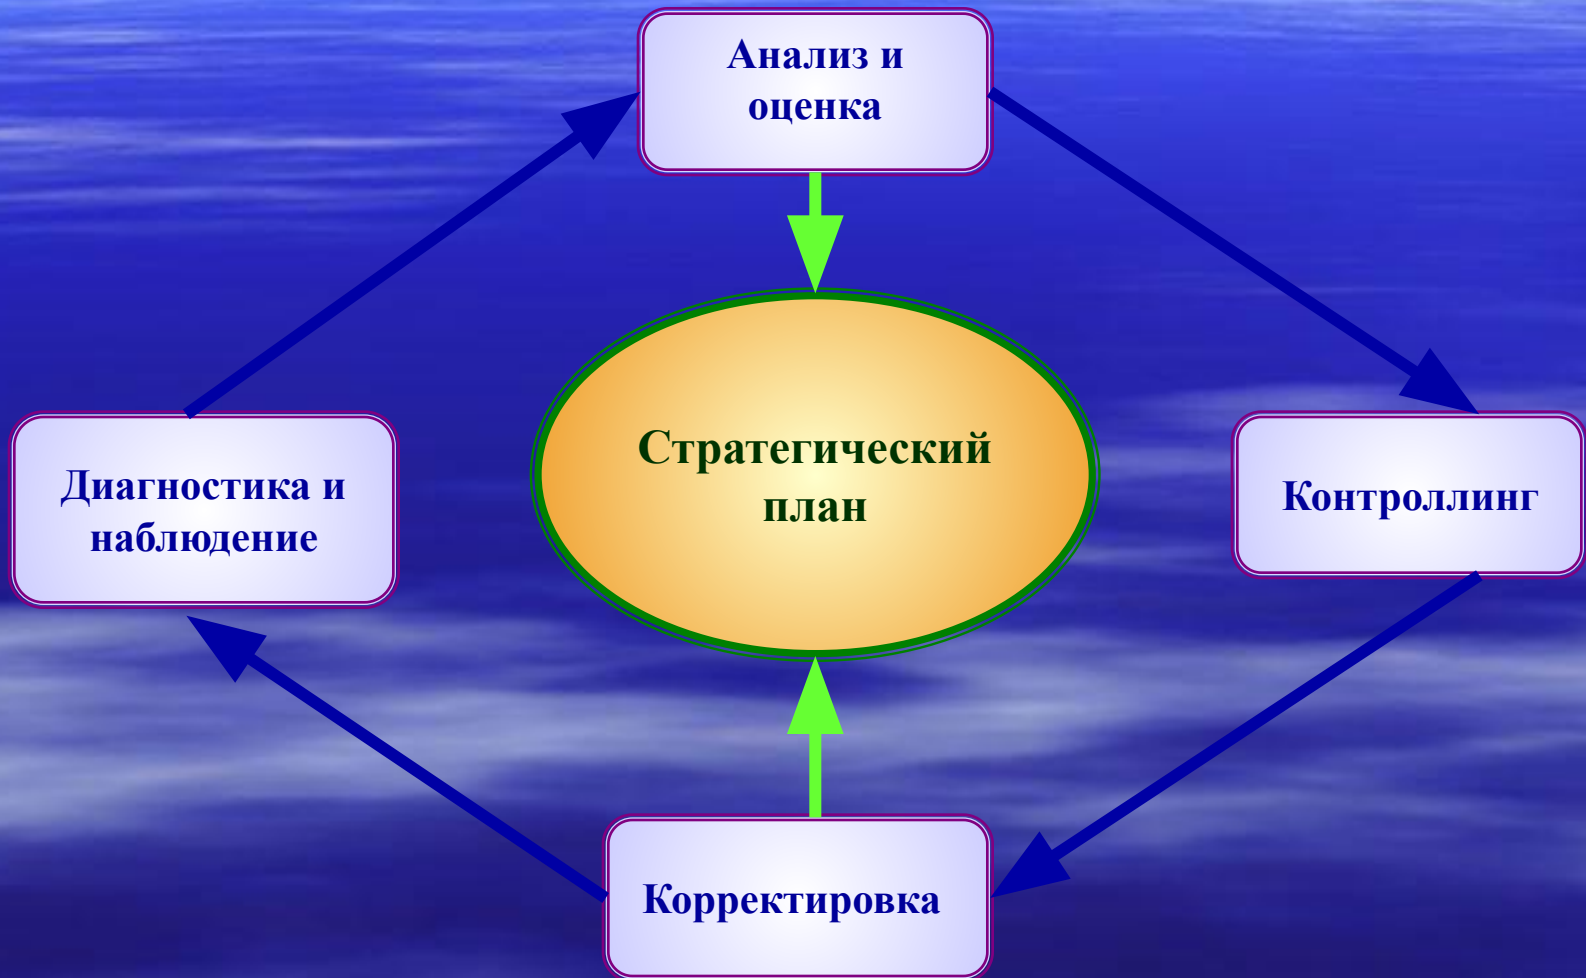 Анализ и
оценка
Стратегический
план
Диагностика и
наблюдение
Контроллинг
Корректировка